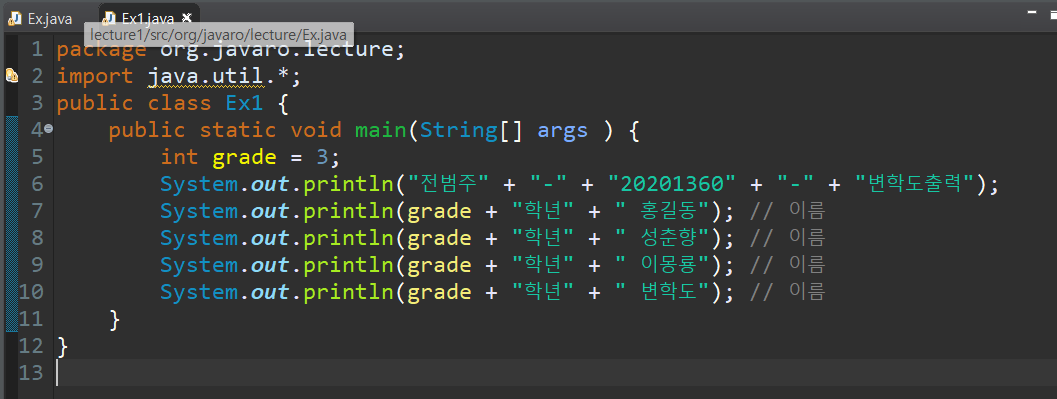 Ex.java Ex1.java
lecture1/src/org/javaro/lecture/Ex.java
1 package org.javaro.lecture;
2 import java.util.*;
3 public class Ex1 {
4 public static void main(String[] args ) {
5 int grade = 3;
6 System.out.println("전범주" + "-" + "20201360" + "-" + "변학도출력");
7 System.out.println(grade + "학년" + " 홍길동"); // 이름
8 System.out.println(grade + "학년" + " 성춘향"); // 이름
9 System.out.println(grade + "학년" + " 이몽룡"); // 이름
10 System.out.println(grade + "학년" + " 변학도"); // 이름
11 }
12 }
13